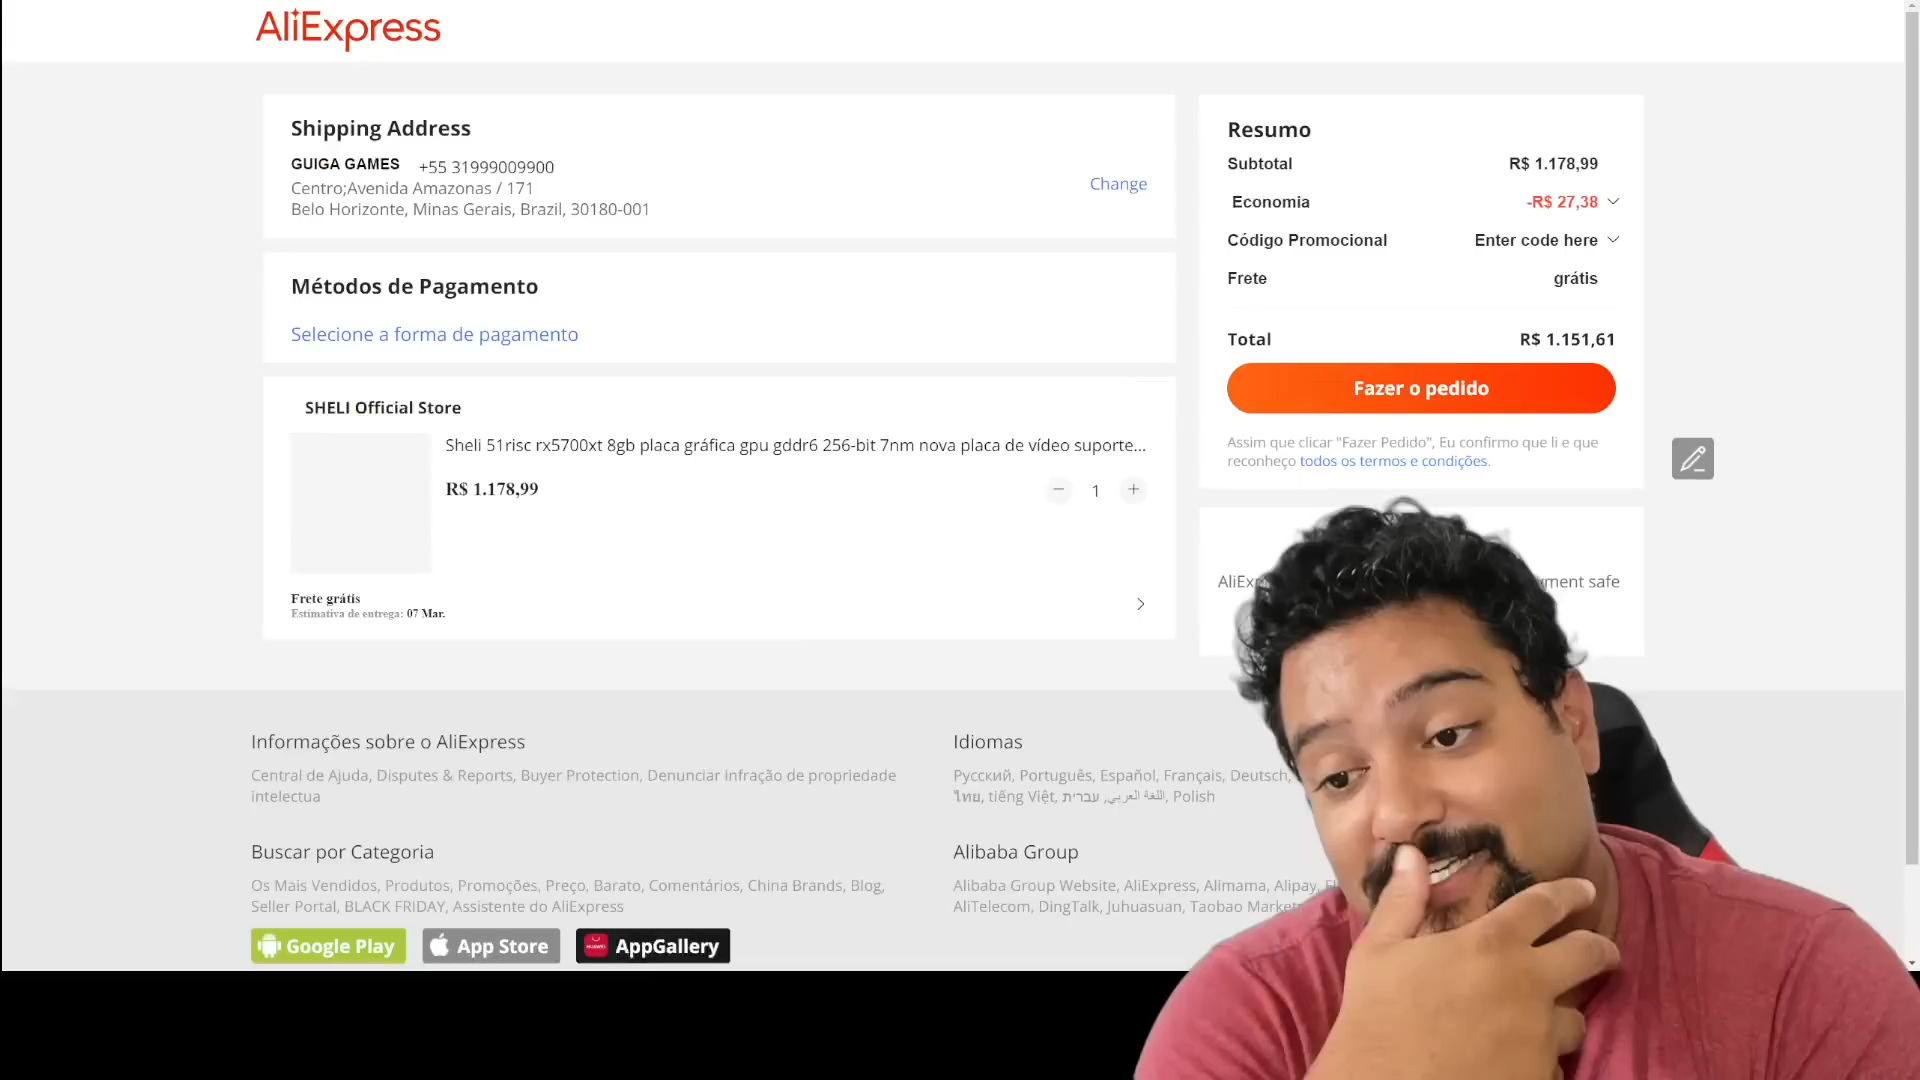 AliExpress
Shipping Address
GUIGA GAMES +55 31999009900
Centro;Avenida Amazonas / 171
Belo Horizonte, Minas Gerais, Brazil, 30180-001
Change
Métodos de Pagamento
Selecione a forma de pagamento
SHELI Official Store
Sheli 51risc rx5700xt 8gb placa gráfica gpu gddr6 256-bit 7nm nova placa de vídeo suporte...
R$ 1.178,99
1
Frete grátis
Estimativa de entrega: 07 Mar.
Resumo
Subtotal R$ 1.178,99
Economia -R$ 27,38
Código Promocional Enter code here
Frete grátis
Total R$ 1.151,61
Fazer o pedido
Assim que clicar "Fazer Pedido", Eu confirmo que li e que
reconheço todos os termos e condições.
safe
Informações sobre o AliExpress
Central de Ajuda, Disputes & Reports, Buyer Protection, Denunciar infração de propriedade
intelectua
Idiomas
Русский, Português, Español, Français, Deutsch,
ไทย, tiếng Việt, اللغة العربي, עברית, Polish
Buscar por Categoria
Os Mais Vendidos, Produtos, Promoções, Preço, Barato, Comentários, China Brands, Blog,
Seller Portal, BLACK FRIDAY, Assistente do AliExpress
Alibaba Group
Alibaba Group Website, AliExpress, Alimama, Alipay,
AliTelecom, DingTalk, Juhuasuan, Taobao
Google Play
App Store
HUAWEI AppGallery